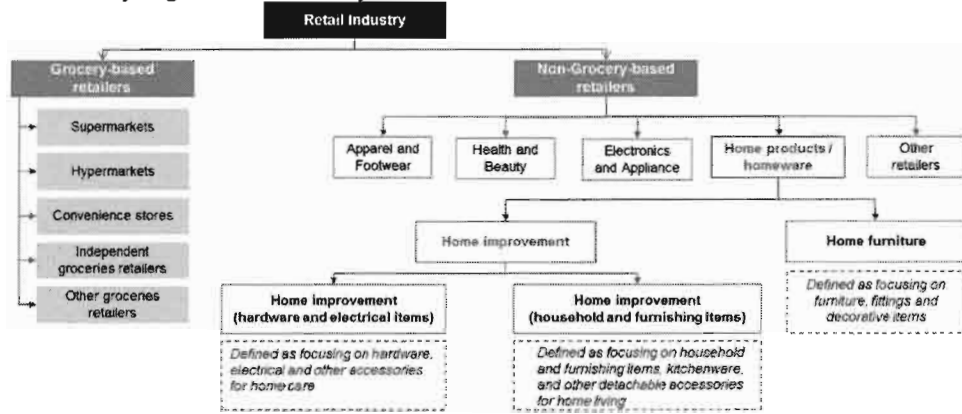 Retail Industry
Grocery-based
retailers
Non-Grocery-based
retailers
Supermarkets
Hypermarkets
Convenience stores
Independent
groceries retailers
Other groceries
retailers
Apparel and
Footwear
Health and
Beauty
Electronics
and Appliance
Home products /
homeware
Other
retailers
Home improvement
Home furniture
Home improvement
(hardware and electrical items)
Home improvement
(household and furnishing items)
Defined as focusing on
furniture, fittings and
decorative items
Defined as focusing on hardware,
electrical and other accessories
for home care
Defined as focusing on household
and furnishing items, kitchenware,
and other detachable accessories
for home living